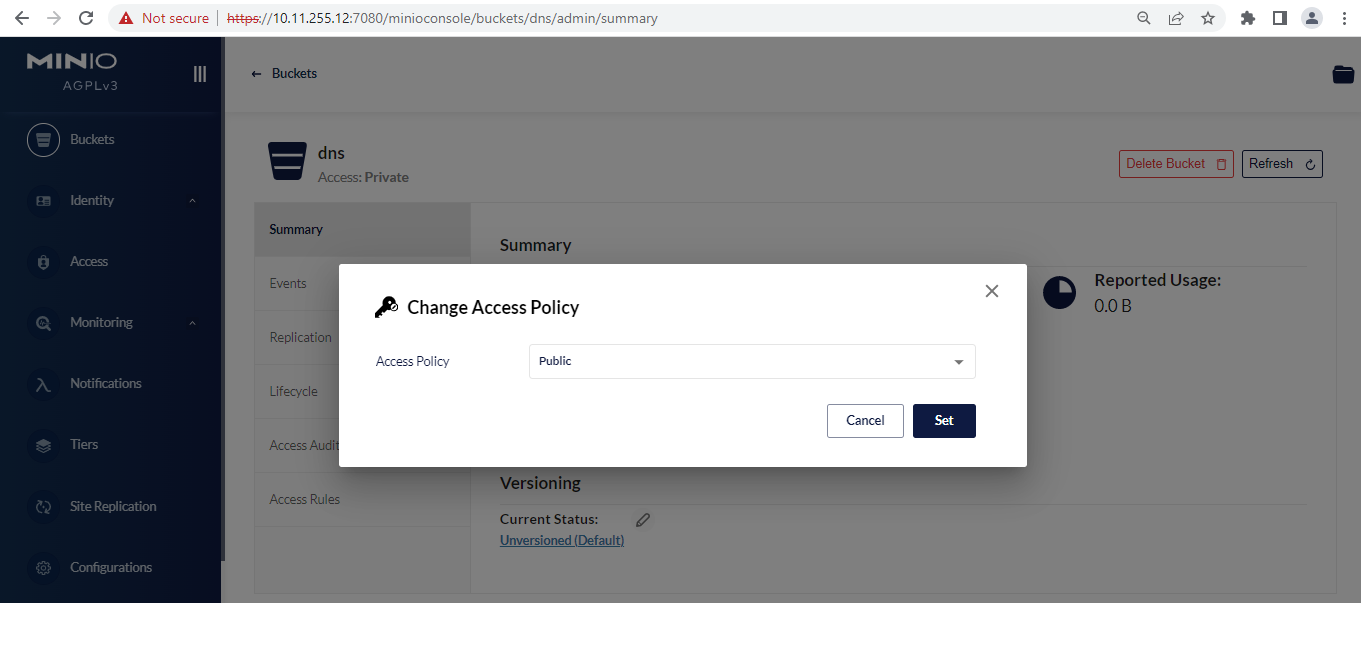 Not secure
https://10.11.255.12:7080/minioconsole/buckets/dns/admin/summary
MINIO
AGPLv3
Buckets
Identity
Access
Monitoring
Notifications
Tiers
Site Replication
Configurations
Buckets
dns
Access: Private
Delete Bucket
Refresh
Summary
Events
Replication
Lifecycle
Access Audit
Access Rules
Summary
Reported Usage:
0.0 B
Change Access Policy
Access Policy
Public
Cancel
Set
Versioning
Current Status:
Unversioned (Default)